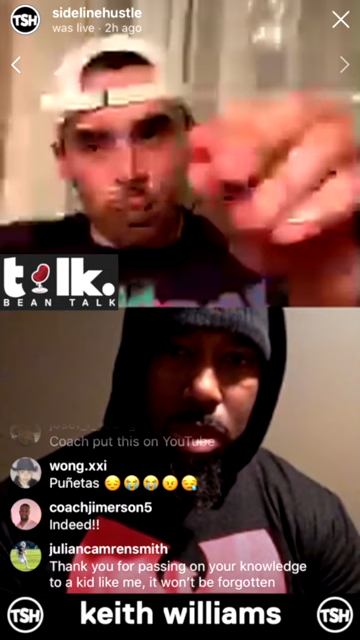 TSH
sidelinehustle
was live · 2h ago
talk.
BEAN TALK
Coach put this on YouTube
wong.xxi
Puñetas 😔😭😭😠🤧
coachjimerson5
Indeed!!
juliancamrensmith
Thank you for passing on your knowledge
to a kid like me, it won't be forgotten
TSH keith williams TSH